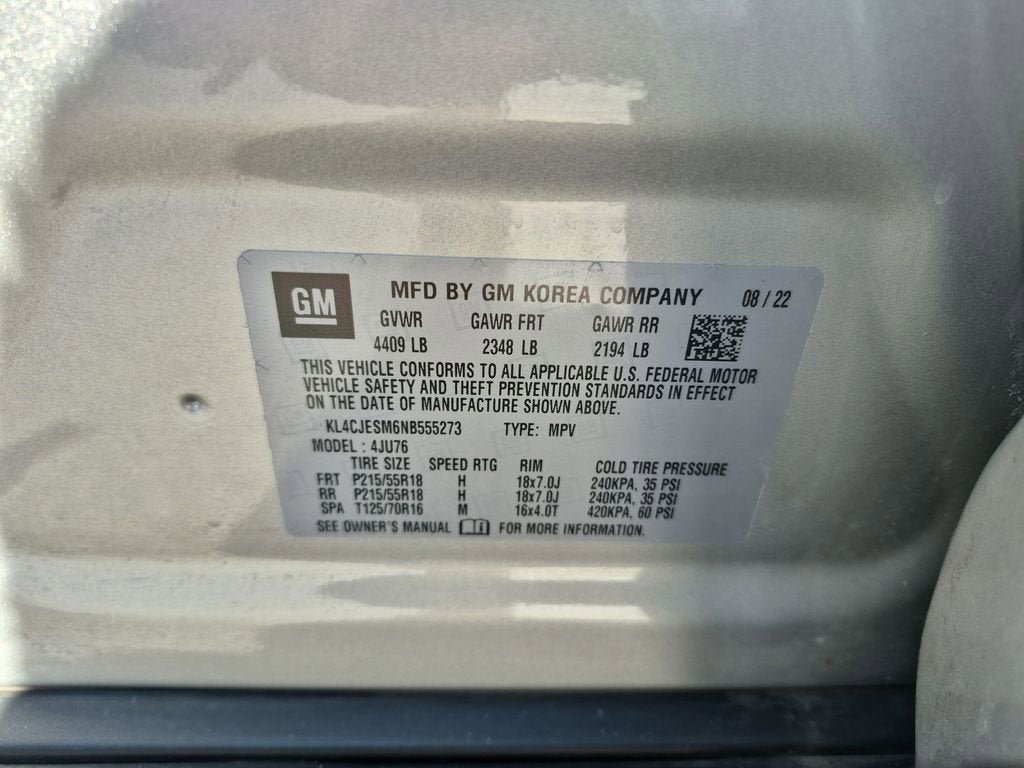 GM MFD BY GM KOREA COMPANY 08 / 22
GVWR GAWR FRT GAWR RR
4409 LB 2348 LB 2194 LB
THIS VEHICLE CONFORMS TO ALL APPLICABLE U.S. FEDERAL MOTOR
VEHICLE SAFETY AND THEFT PREVENTION STANDARDS IN EFFECT
ON THE DATE OF MANUFACTURE SHOWN ABOVE.
KL4CJESM6NB555273 TYPE: MPV
MODEL : 4JU76
TIRE SIZE SPEED RTG RIM COLD TIRE PRESSURE
FRT P215/55R18 H 18x7.0J 240KPA, 35 PSI
RR P215/55R18 H 18x7.0J 240KPA, 35 PSI
SPA T125/70R16 M 16x4.0T 420KPA, 60 PSI
SEE OWNER'S MANUAL FOR MORE INFORMATION.